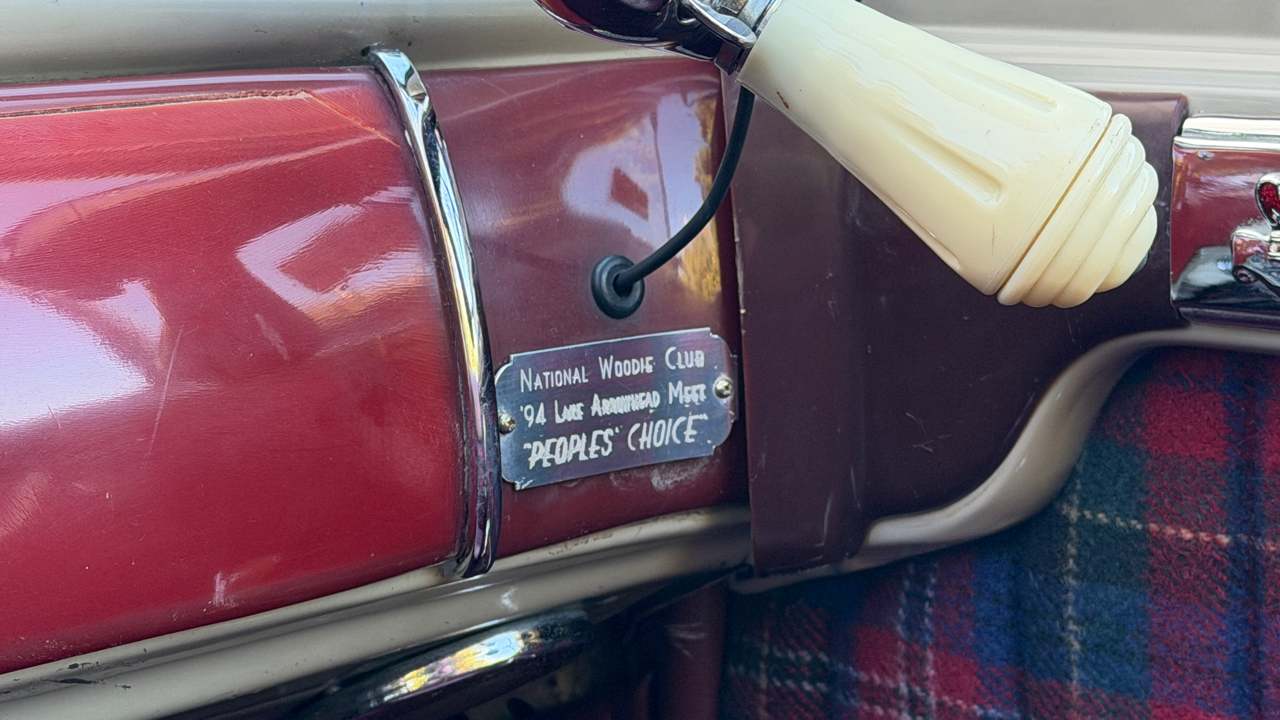 NATIONAL WOODIE CLUB
'94 LAKE ARROWHEAD MEET
"PEOPLES' CHOICE"